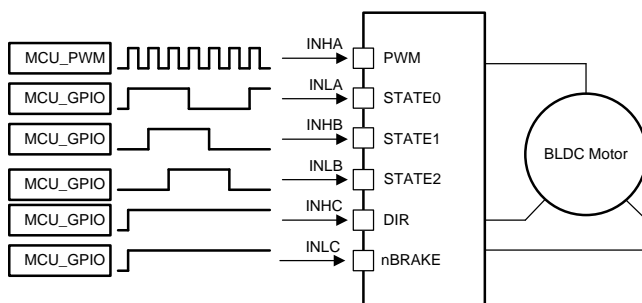 MCU_PWM INHA PWM
MCU_GPIO INLA STATE0
MCU_GPIO INHB STATE1
MCU_GPIO INLB STATE2
MCU_GPIO INHC DIR
MCU_GPIO INLC nBRAKE
BLDC Motor